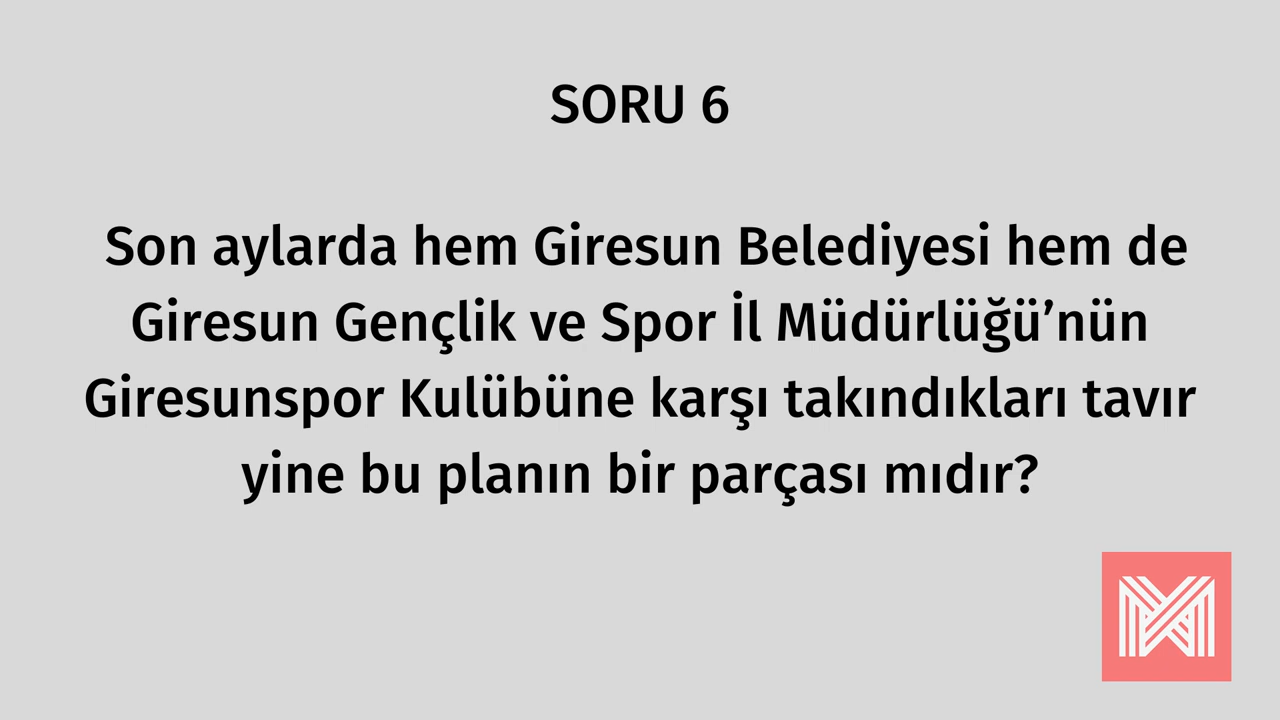 SORU 6
Son aylarda hem Giresun Belediyesi hem de
Giresun Gençlik ve Spor İl Müdürlüğü’nün
Giresunspor Kulübüne karşı takındıkları tavır
yine bu planın bir parçası mıdır?